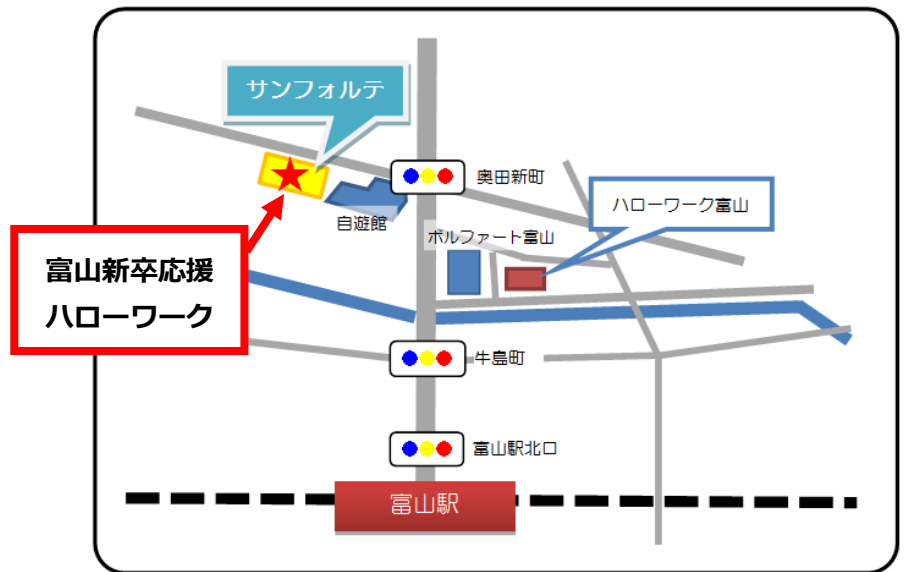 サンフォルテ
奥田新町
ハローワーク富山
自遊館
ボルファート富山
富山新卒応援
ハローワーク
牛島町
富山駅北口
富山駅